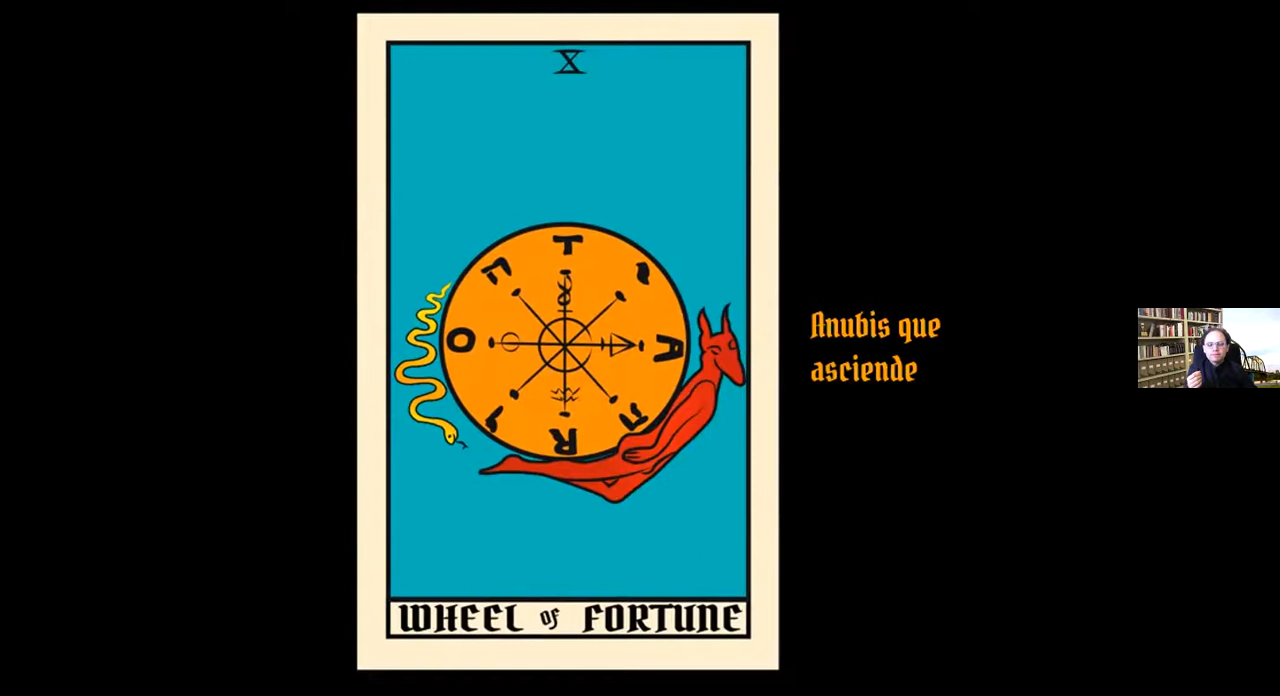 X
T
A
R
O
י
ה
ו
ה
Anubis que
asciende
WHEEL OF FORTUNE